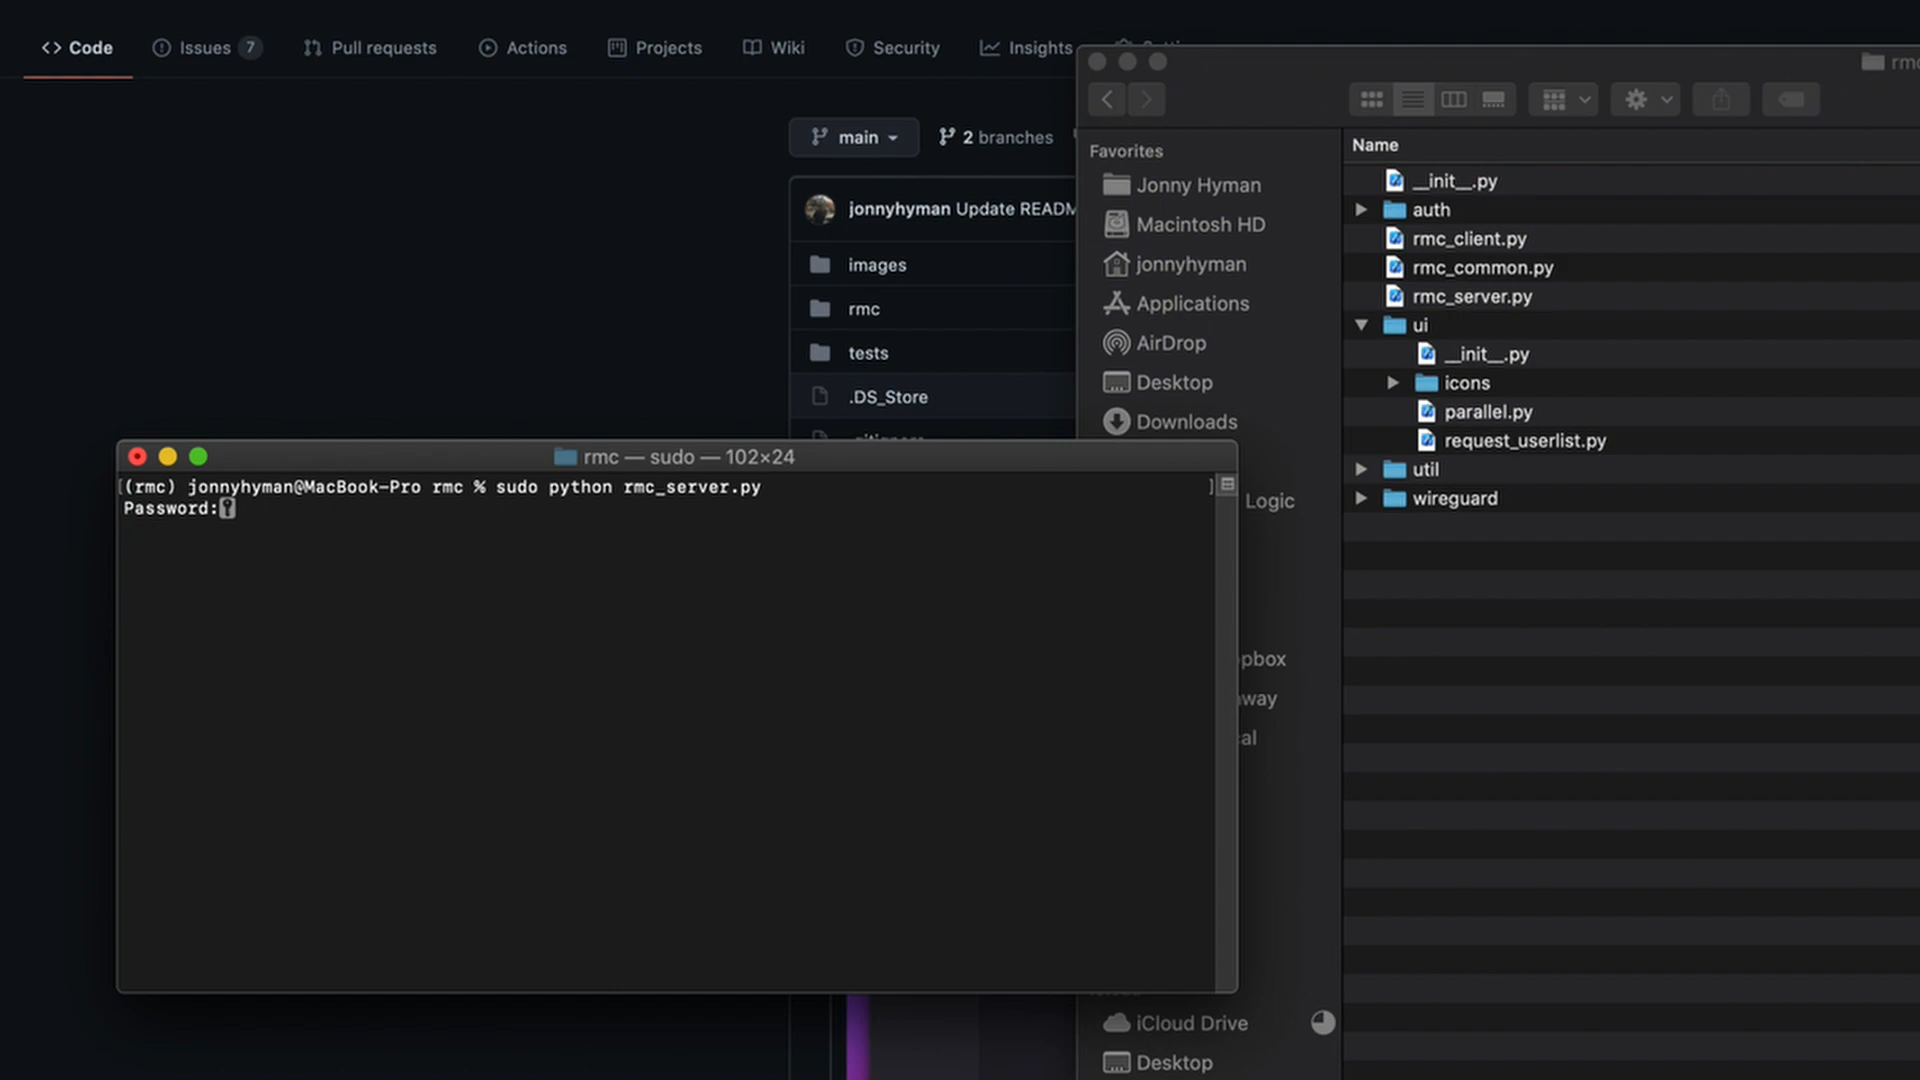 Code
Issues 7
Pull requests
Actions
Projects
Wiki
Security
Insights
main
2 branches
jonnyhyman Update READM
images
rmc
tests
.DS_Store
rmc — sudo — 102×24
[(rmc) jonnyhyman@MacBook-Pro rmc % sudo python rmc_server.py ]
Password:
rmc
Favorites
Jonny Hyman
Macintosh HD
jonnyhyman
Applications
AirDrop
Desktop
Downloads
Logic
pbox
way
al
iCloud Drive
Desktop
Name
__init__.py
auth
rmc_client.py
rmc_common.py
rmc_server.py
ui
__init__.py
icons
parallel.py
request_userlist.py
util
wireguard